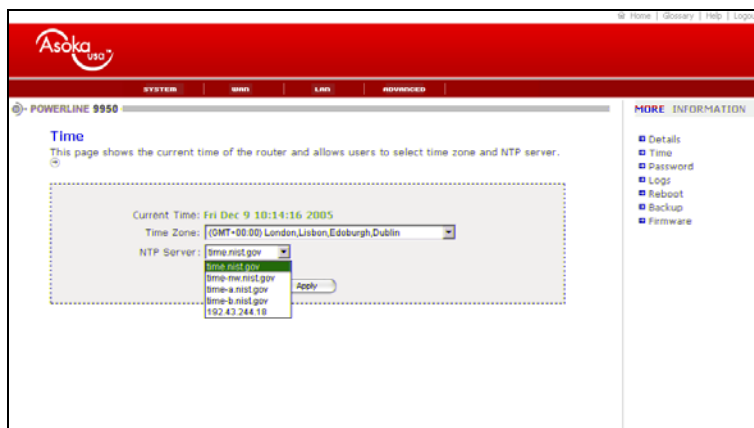 Home | Glossary | Help | Logou
Asoka
USA
SYSTEM | WAN | LAN | ADVANCED |
POWERLINE 9950
MORE INFORMATION
Time
This page shows the current time of the router and allows users to select time zone and NTP server.
Details
Time
Password
Logs
Reboot
Backup
Firmware
Current Time: Fri Dec 9 10:14:16 2005
Time Zone: (GMT+00:00) London,Lisbon,Edoburgh,Dublin
NTP Server: time.nist.gov
time.nist.gov
time-nw.nist.gov
time-a.nist.gov
time-b.nist.gov
192.43.244.18
Apply